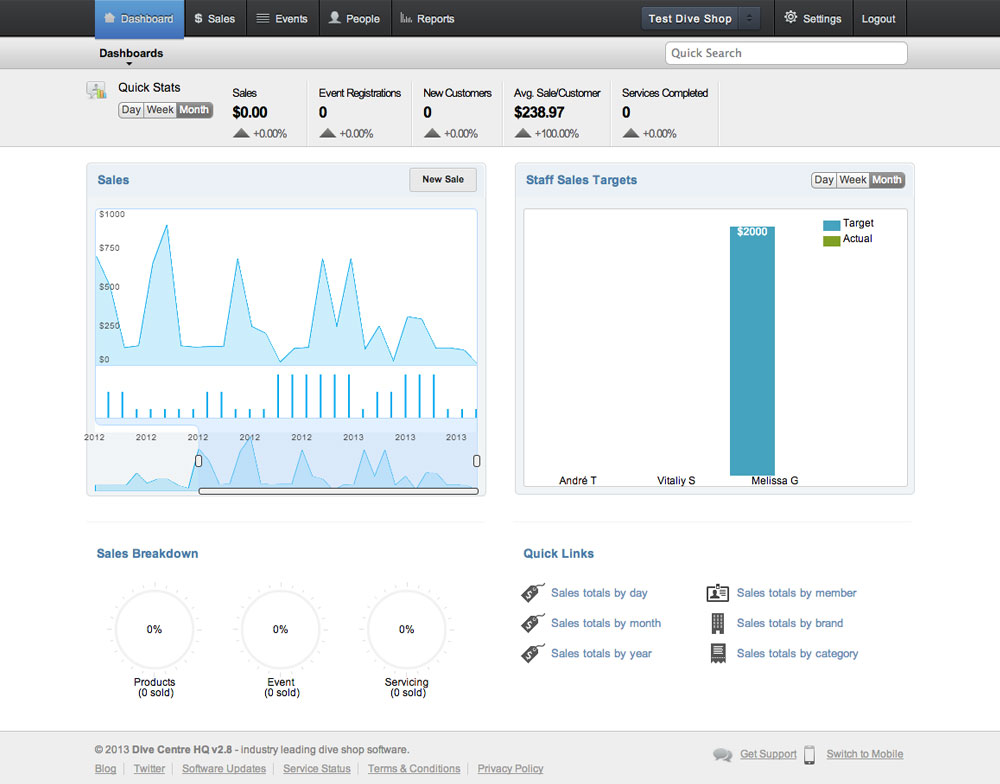 Dashboard
$ Sales
Events
People
Reports
Test Dive Shop
Settings
Logout
Dashboards
Quick Search
Quick Stats
Day Week Month
Sales
$0.00
+0.00%
Event Registrations
0
+0.00%
New Customers
0
+0.00%
Avg. Sale/Customer
$238.97
+100.00%
Services Completed
0
+0.00%
Sales
New Sale
$1000
$750
$500
$250
$0
2012 2012 2012 2012 2012 2013 2013 2013
Staff Sales Targets
Day Week Month
$2000
Target
Actual
André T Vitaliy S Melissa G
Sales Breakdown
0% 0% 0%
Products Event Servicing
(0 sold) (0 sold) (0 sold)
Quick Links
Sales totals by day
Sales totals by member
Sales totals by month
Sales totals by brand
Sales totals by year
Sales totals by category
© 2013 Dive Centre HQ v2.8 - industry leading dive shop software.
Blog Twitter Software Updates Service Status Terms & Conditions Privacy Policy
Get Support
Switch to Mobile